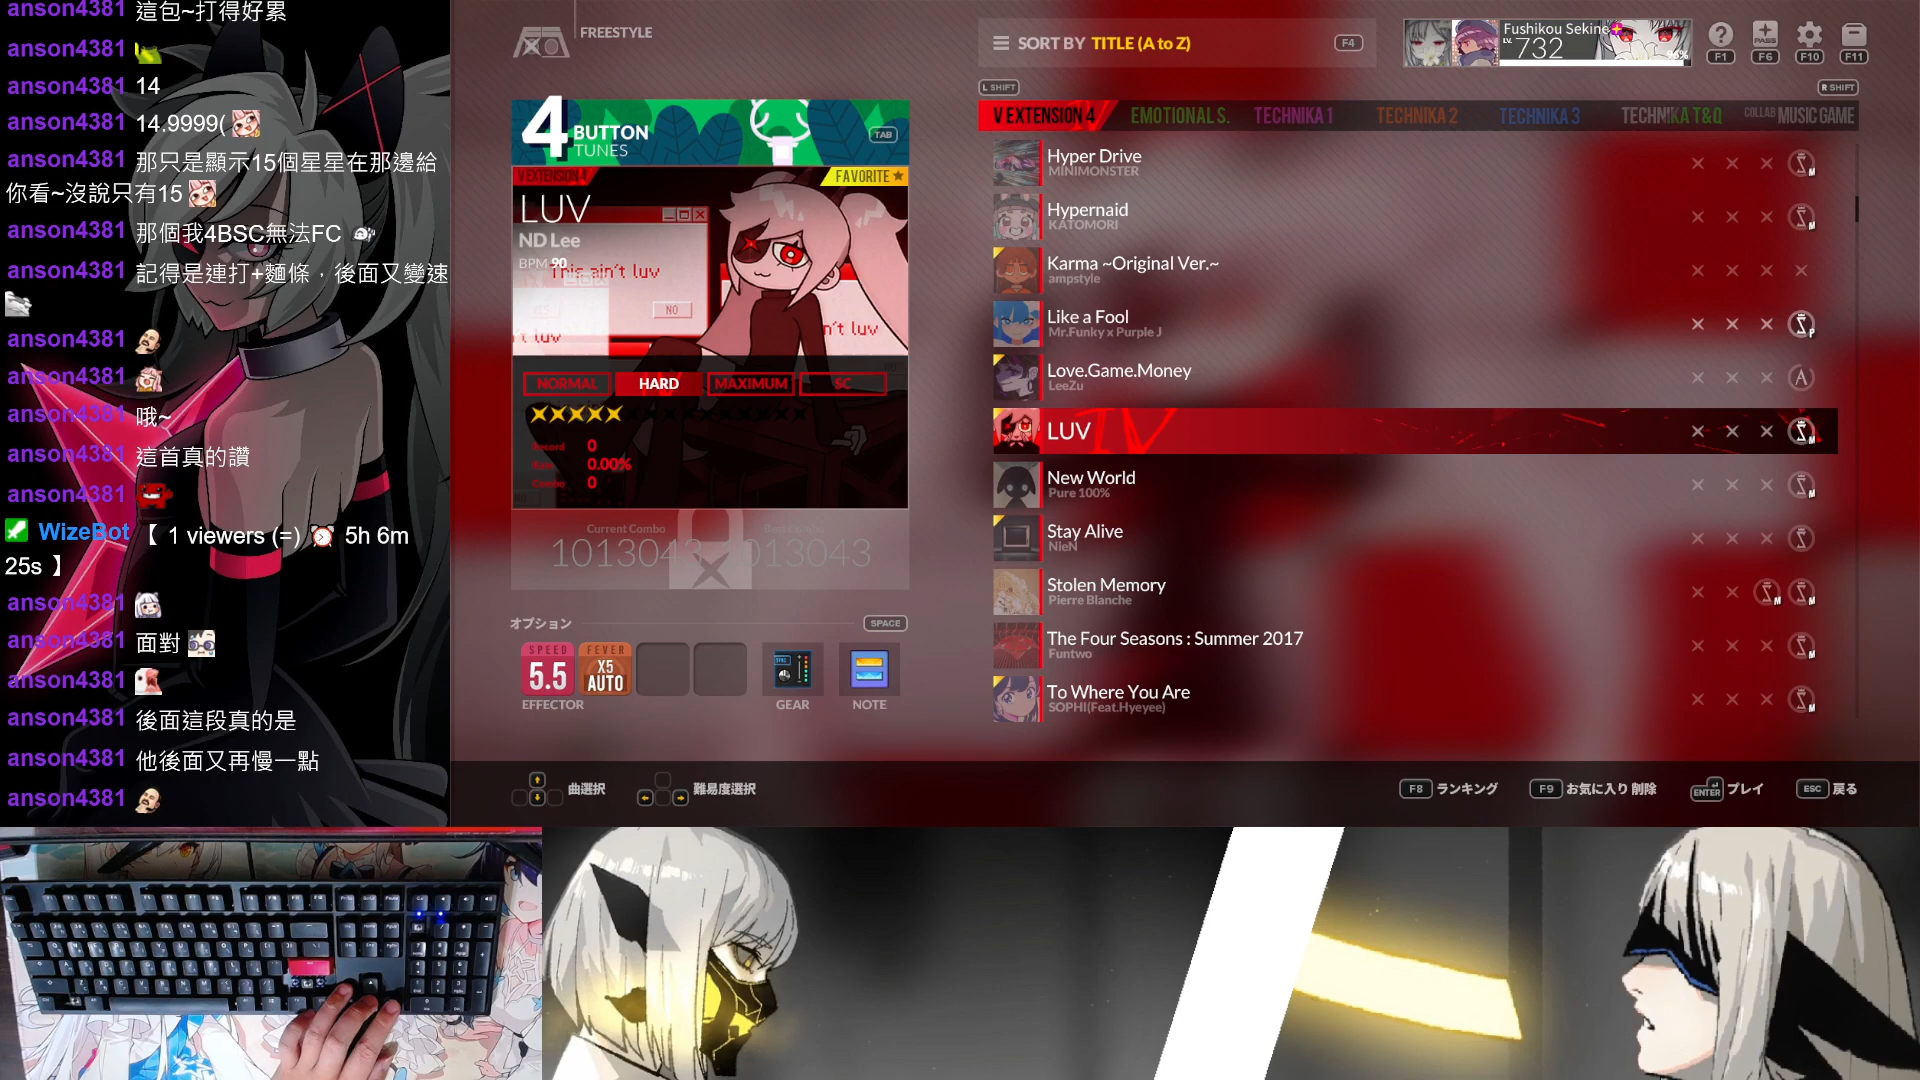 anson4381 這包~打得好累
anson4381
anson4381 14
anson4381 14.9999(
anson4381 那只是顯示15個星星在那邊給
你看~沒說只有15
anson4381 那個我4BSC無法FC
anson4381 記得是連打+麵條，後面又變速
anson4381
anson4381
anson4381 哦~
anson4381 這首真的讚
anson4381
WizeBot 【 1 viewers (=) ⏰ 5h 6m
25s 】
anson4381
anson4381 面對
anson4381
anson4381 後面這段真的是
anson4381 他後面又再慢一點
anson4381
FREESTYLE
4 BUTTON
TUNES
TAB
V EXTENSION 4
FAVORITE ★
LUV
ND Lee
BPM 90
This ain't luv
NO
n't luv
t luv
NORMAL HARD MAXIMUM SC
Record 0
Rate 0.00%
Combo 0
Current Combo
オプション
SPACE
SPEED
5.5
FEVER
X5
AUTO
EFFECTOR
GEAR
NOTE
曲選択
難易度選択
SORT BY TITLE (A to Z)
F4
Fushikou Sekine
LV. 732
F1
PASS
F6
F10
F11
L SHIFT
R SHIFT
V EXTENSION 4 EMOTIONAL S. TECHNIKA 1 TECHNIKA 2 TECHNIKA 3 TECHNIKA T&Q COLLAB MUSIC GAME
Hyper Drive
MINIMONSTER
Hypernaid
KATOMORI
Karma ~Original Ver.~
ampstyle
Like a Fool
Mr.Funky x Purple J
Love.Game.Money
LeeZu
LUV
New World
Pure 100%
Stay Alive
NieN
Stolen Memory
Pierre Blanche
The Four Seasons : Summer 2017
Funtwo
To Where You Are
SOPHI(Feat.Hyeyee)
F8 ランキング
F9 お気に入り 削除
ENTER プレイ
ESC 戻る